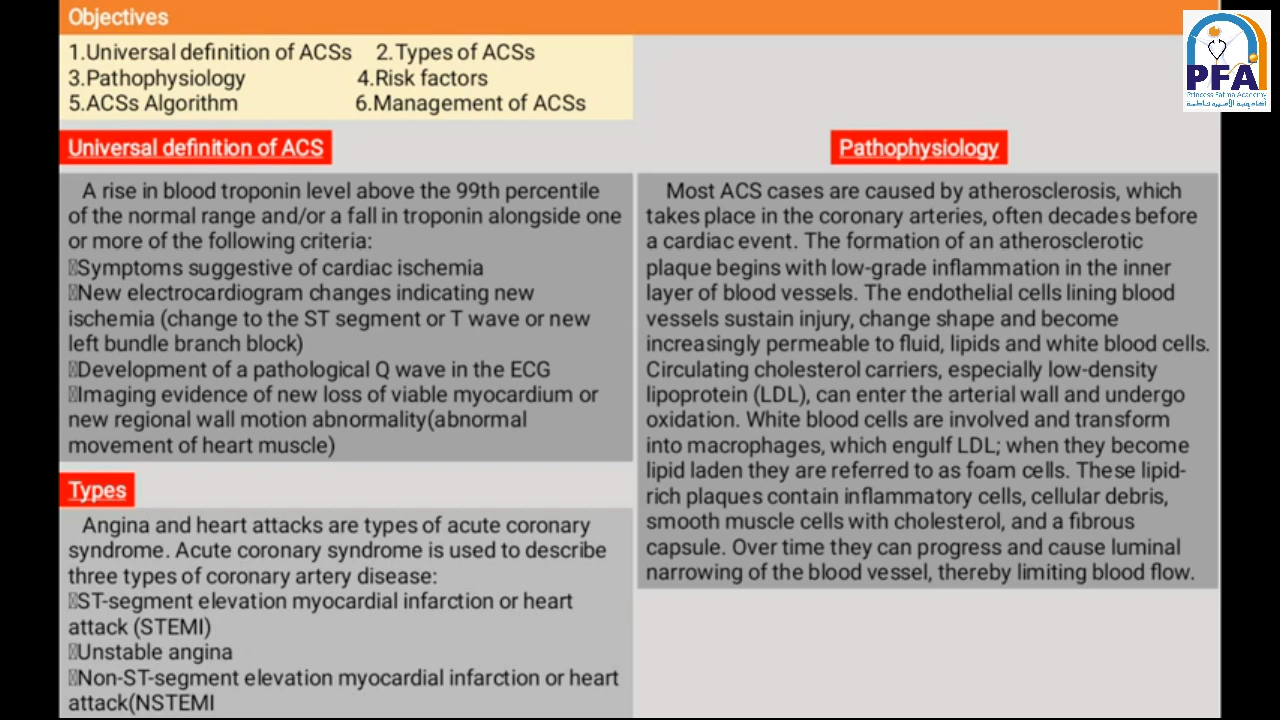 Objectives
1.Universal definition of ACSs 2.Types of ACSs
3.Pathophysiology 4.Risk factors
5.ACSs Algorithm 6.Management of ACSs
PFA
Princess Fatma Academy
أكاديمية الأميرة فاطمة
Universal definition of ACS
A rise in blood troponin level above the 99th percentile
of the normal range and/or a fall in troponin alongside one
or more of the following criteria:
Symptoms suggestive of cardiac ischemia
New electrocardiogram changes indicating new
ischemia (change to the ST segment or T wave or new
left bundle branch block)
Development of a pathological Q wave in the ECG
Imaging evidence of new loss of viable myocardium or
new regional wall motion abnormality(abnormal
movement of heart muscle)
Types
Angina and heart attacks are types of acute coronary
syndrome. Acute coronary syndrome is used to describe
three types of coronary artery disease:
ST-segment elevation myocardial infarction or heart
attack (STEMI)
Unstable angina
Non-ST-segment elevation myocardial infarction or heart
attack(NSTEMI
Pathophysiology
Most ACS cases are caused by atherosclerosis, which
takes place in the coronary arteries, often decades before
a cardiac event. The formation of an atherosclerotic
plaque begins with low-grade inflammation in the inner
layer of blood vessels. The endothelial cells lining blood
vessels sustain injury, change shape and become
increasingly permeable to fluid, lipids and white blood cells.
Circulating cholesterol carriers, especially low-density
lipoprotein (LDL), can enter the arterial wall and undergo
oxidation. White blood cells are involved and transform
into macrophages, which engulf LDL; when they become
lipid laden they are referred to as foam cells. These lipid-
rich plaques contain inflammatory cells, cellular debris,
smooth muscle cells with cholesterol, and a fibrous
capsule. Over time they can progress and cause luminal
narrowing of the blood vessel, thereby limiting blood flow.